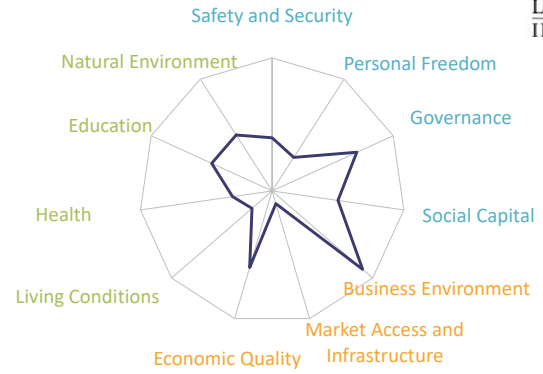 Safety and Security
Natural Environment
Personal Freedom
Education
Governance
Health
Social Capital
Business Environment
Living Conditions
Market Access and
Infrastructure
Economic Quality